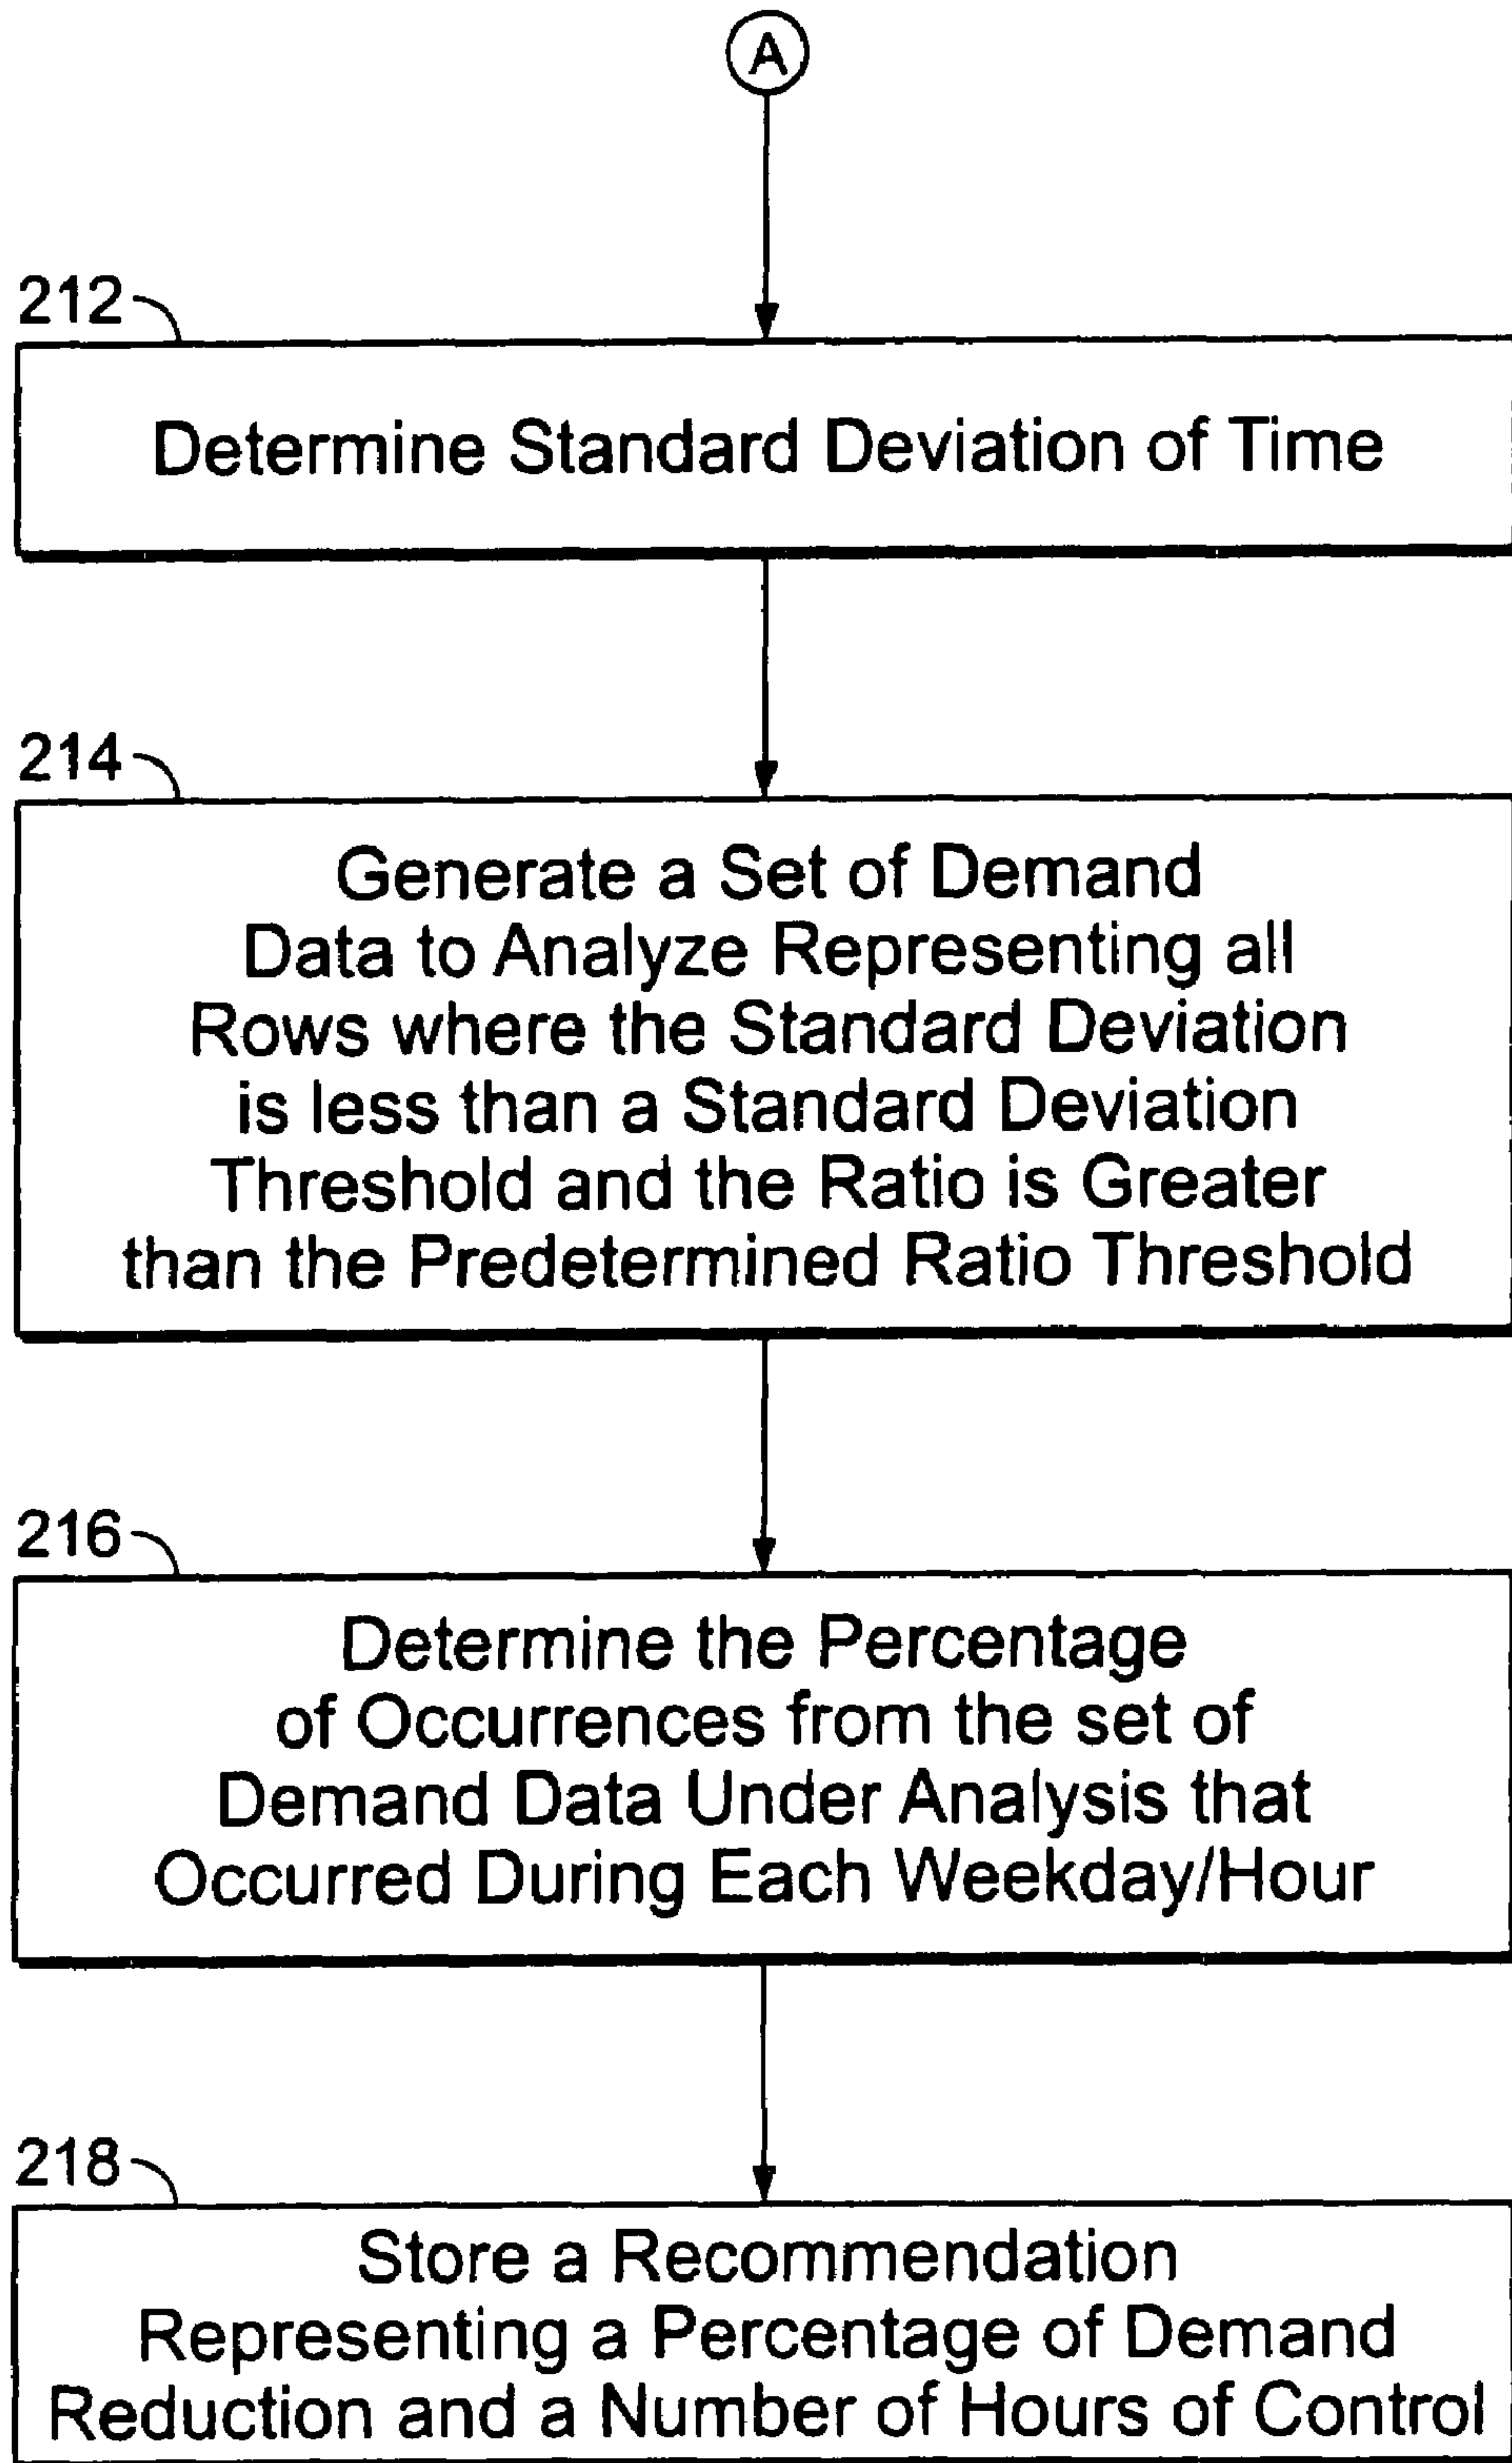 A
212
Determine Standard Deviation of Time
214
Generate a Set of Demand
Data to Analyze Representing all
Rows where the Standard Deviation
is less than a Standard Deviation
Threshold and the Ratio is Greater
than the Predetermined Ratio Threshold
216
Determine the Percentage
of Occurrences from the set of
Demand Data Under Analysis that
Occurred During Each Weekday/Hour
218
Store a Recommendation
Representing a Percentage of Demand
Reduction and a Number of Hours of Control